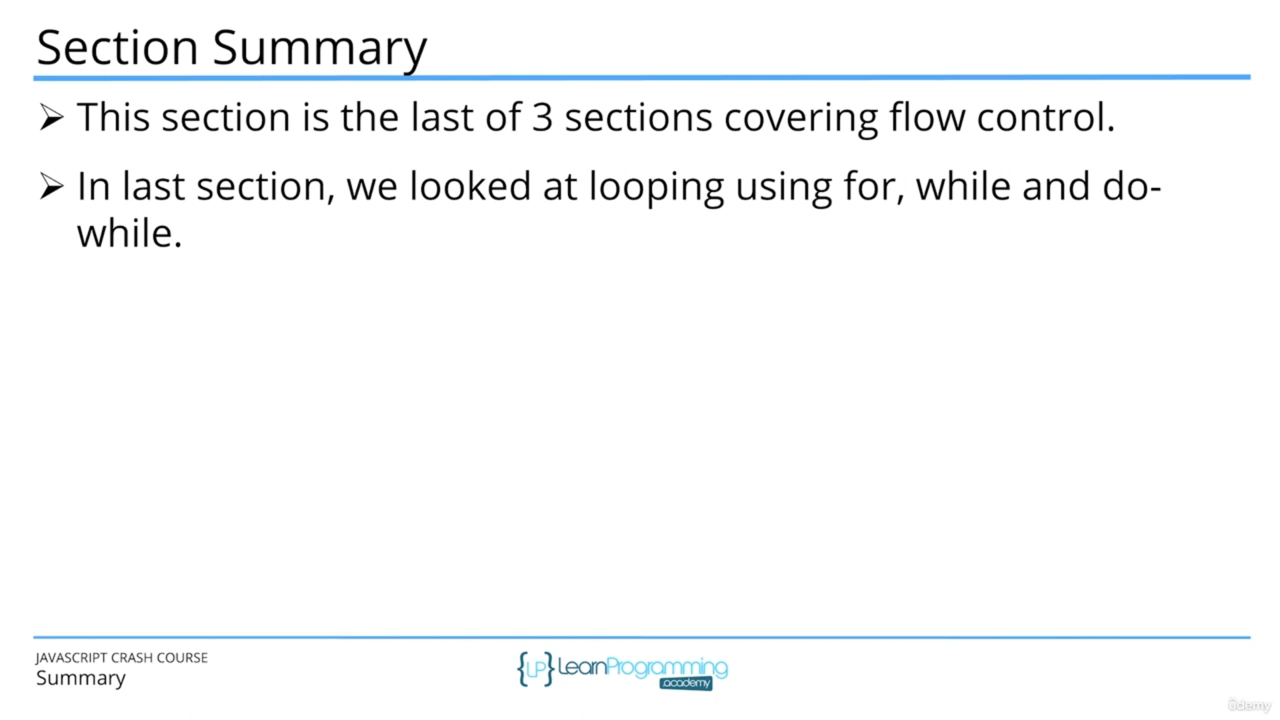 Section Summary
➢ This section is the last of 3 sections covering flow control.
➢ In last section, we looked at looping using for, while and do-
while.
JAVASCRIPT CRASH COURSE
Summary
{LP} LearnProgramming
.academy
ûdemy